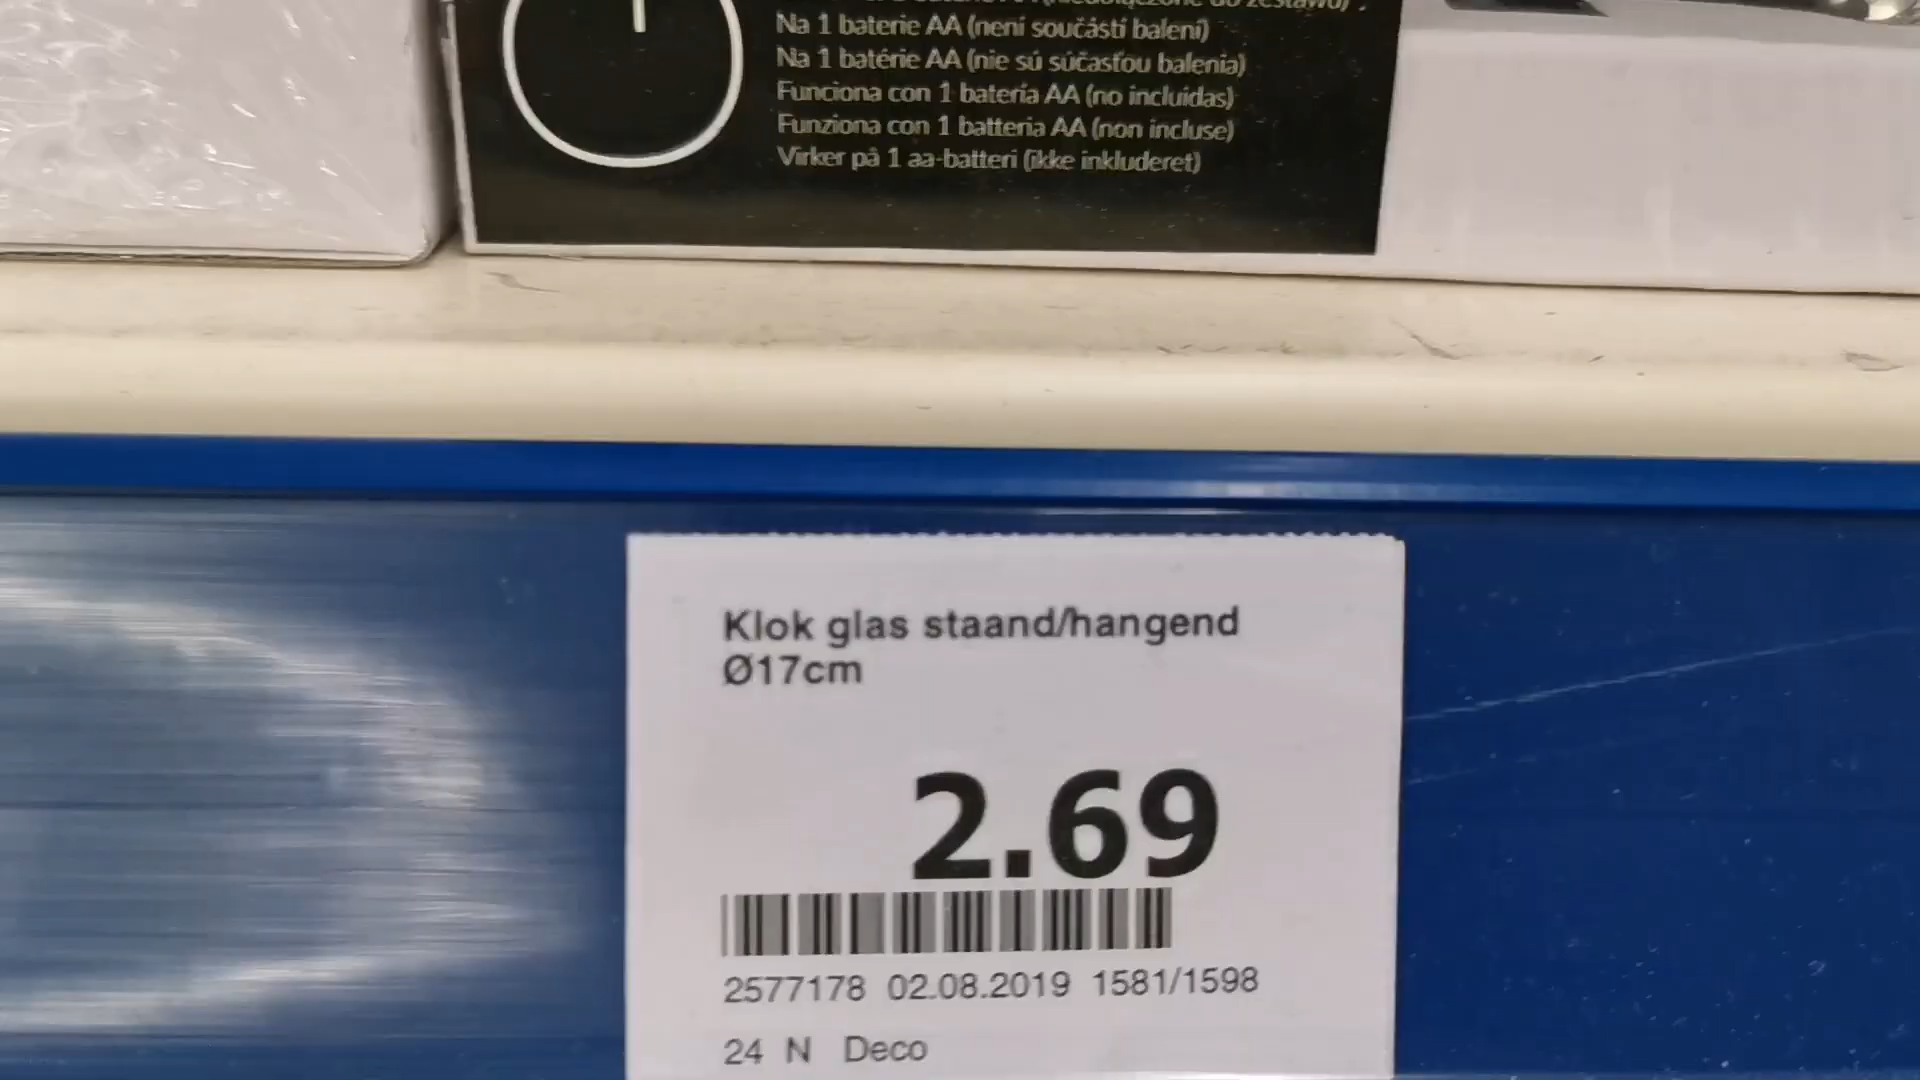 Na 1 baterie AA (není součástí balení)
Na 1 batérie AA (nie sú súčasťou balenia)
Funciona con 1 batería AA (no incluidas)
Funziona con 1 batteria AA (non incluse)
Virker på 1 aa-batteri (ikke inkluderet)
Klok glas staand/hangend
Ø17cm
2.69
2577178 02.08.2019 1581/1598
24 N Deco